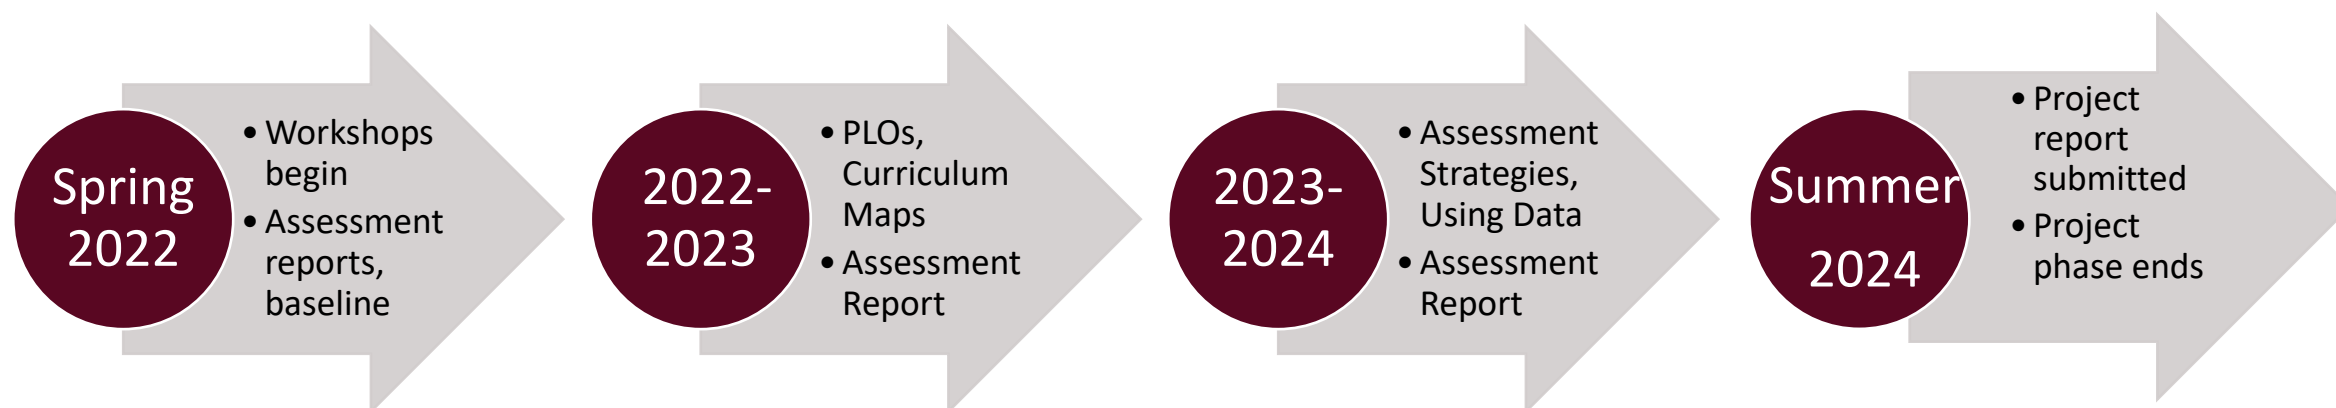 Spring
2022
• Workshops
begin
• Assessment
reports,
baseline
2022-
2023
• PLOs,
Curriculum
Maps
• Assessment
Report
2023-
2024
• Assessment
Strategies,
Using Data
• Assessment
Report
Summer
2024
• Project
report
submitted
• Project
phase ends